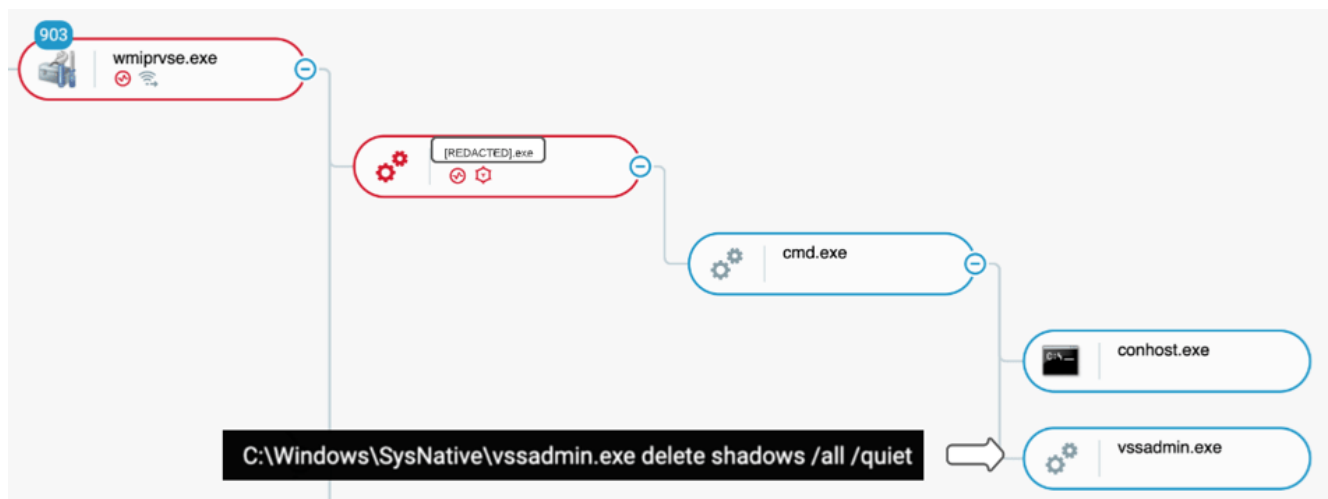 903
wmiprvse.exe
[REDACTED].exe
cmd.exe
conhost.exe
C:\Windows\SysNative\vssadmin.exe delete shadows /all /quiet
vssadmin.exe